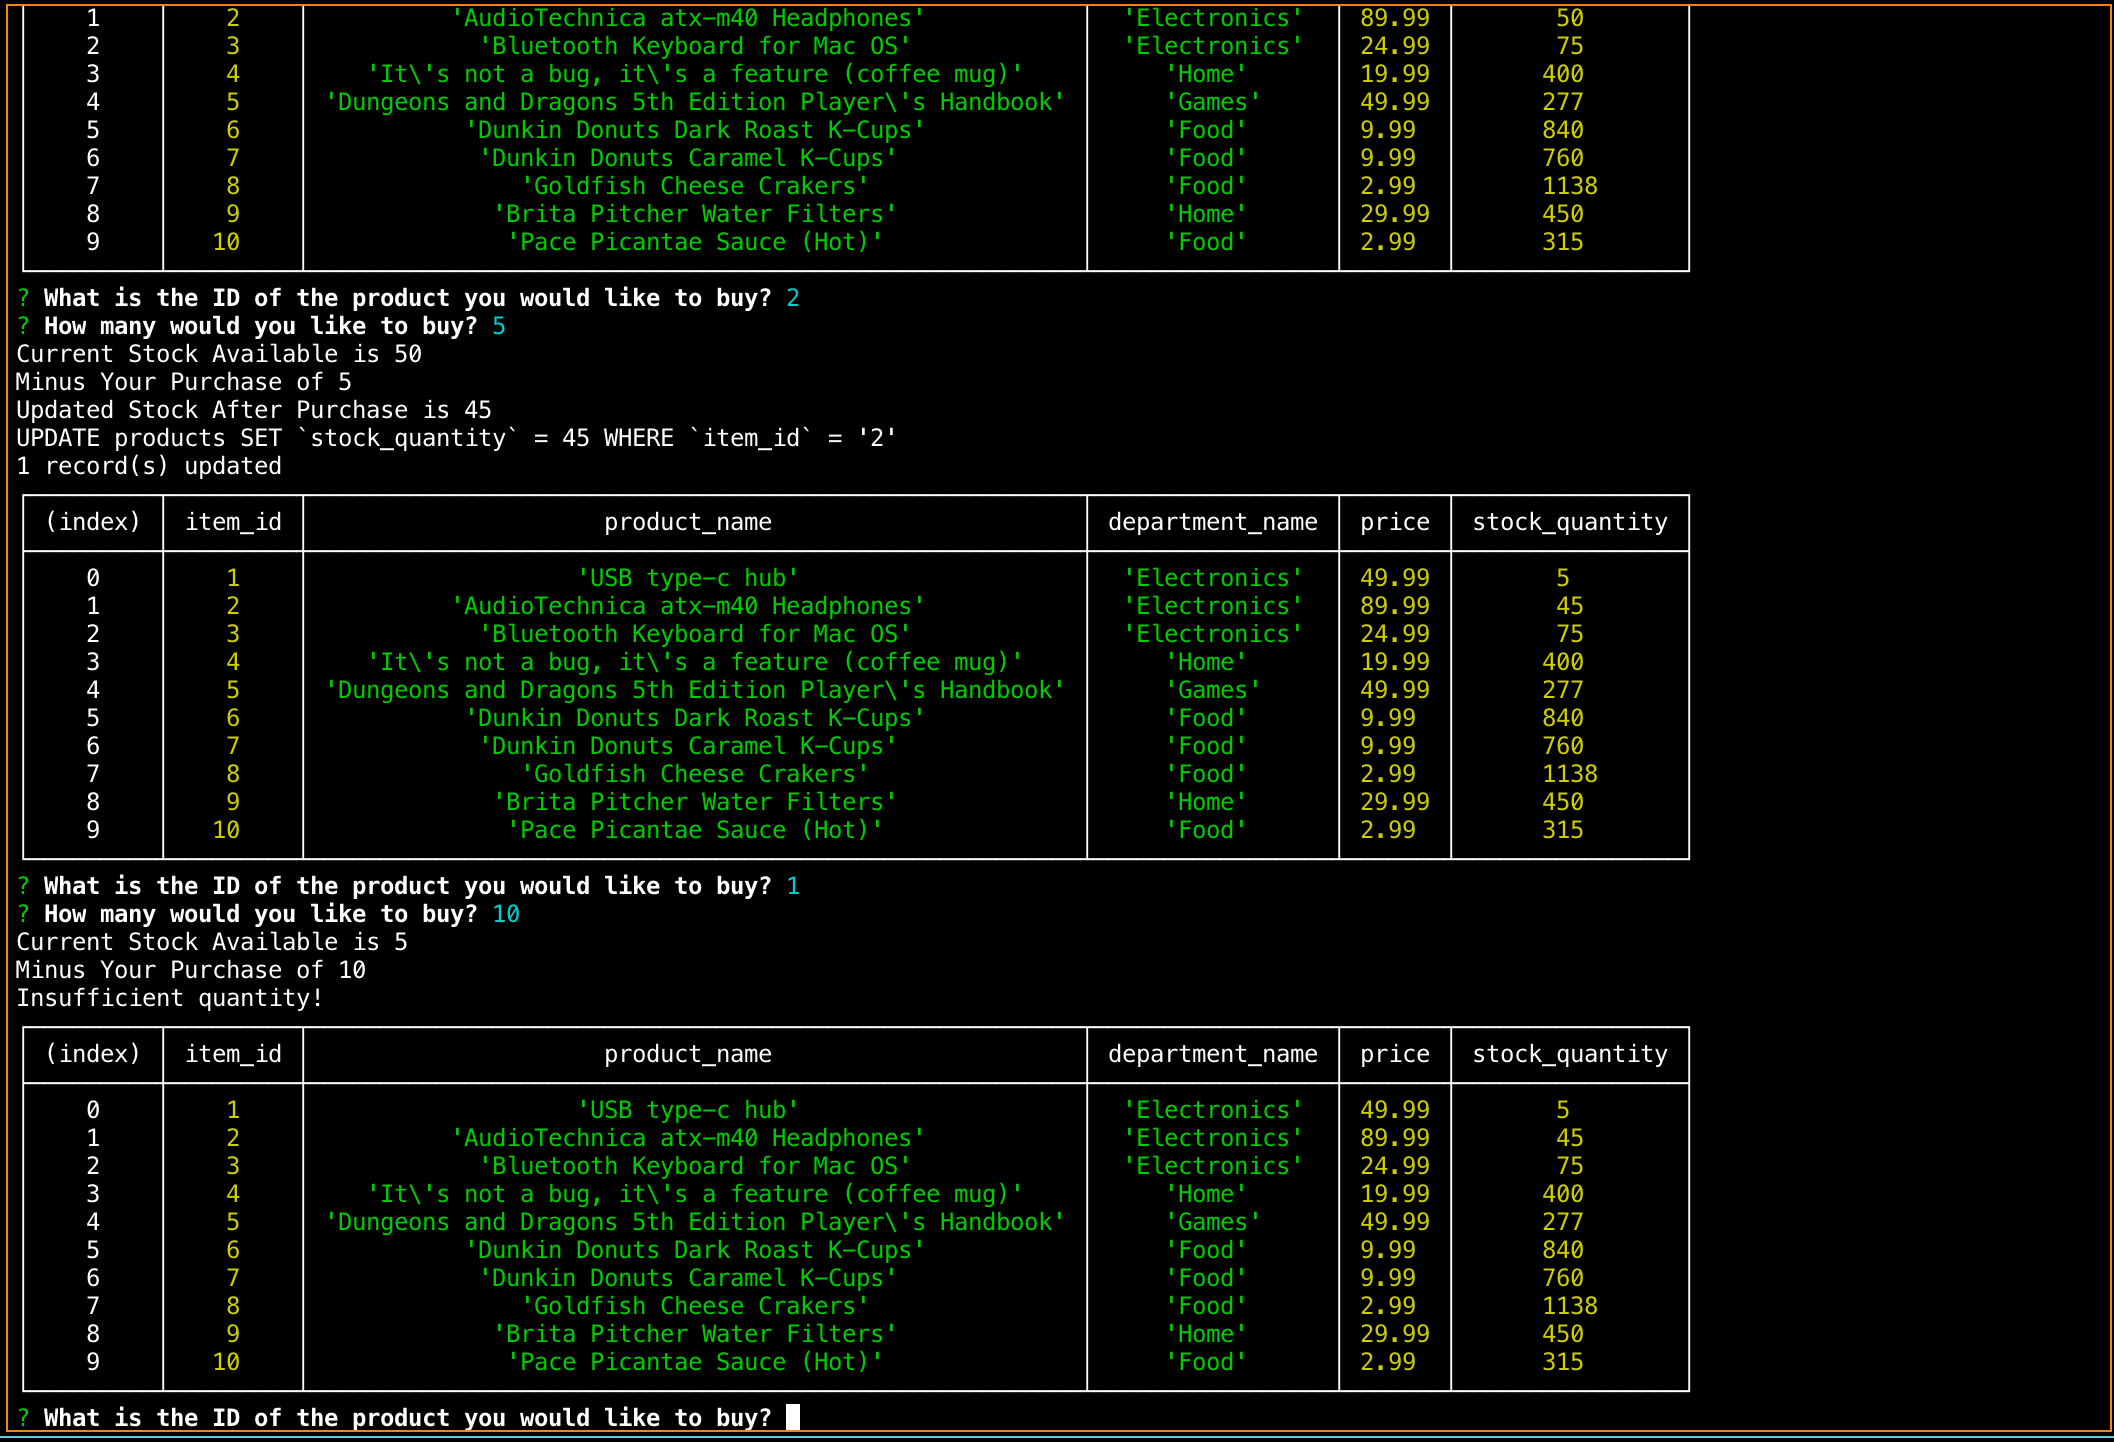 1 2 'AudioTechnica atx-m40 Headphones' 'Electronics' 89.99 50
2 3 'Bluetooth Keyboard for Mac OS' 'Electronics' 24.99 75
3 4 'It\'s not a bug, it\'s a feature (coffee mug)' 'Home' 19.99 400
4 5 'Dungeons and Dragons 5th Edition Player\'s Handbook' 'Games' 49.99 277
5 6 'Dunkin Donuts Dark Roast K-Cups' 'Food' 9.99 840
6 7 'Dunkin Donuts Caramel K-Cups' 'Food' 9.99 760
7 8 'Goldfish Cheese Crakers' 'Food' 2.99 1138
8 9 'Brita Pitcher Water Filters' 'Home' 29.99 450
9 10 'Pace Picantae Sauce (Hot)' 'Food' 2.99 315
? What is the ID of the product you would like to buy? 2
? How many would you like to buy? 5
Current Stock Available is 50
Minus Your Purchase of 5
Updated Stock After Purchase is 45
UPDATE products SET `stock_quantity` = 45 WHERE `item_id` = '2'
1 record(s) updated
(index) item_id product_name department_name price stock_quantity
0 1 'USB type-c hub' 'Electronics' 49.99 5
1 2 'AudioTechnica atx-m40 Headphones' 'Electronics' 89.99 45
2 3 'Bluetooth Keyboard for Mac OS' 'Electronics' 24.99 75
3 4 'It\'s not a bug, it\'s a feature (coffee mug)' 'Home' 19.99 400
4 5 'Dungeons and Dragons 5th Edition Player\'s Handbook' 'Games' 49.99 277
5 6 'Dunkin Donuts Dark Roast K-Cups' 'Food' 9.99 840
6 7 'Dunkin Donuts Caramel K-Cups' 'Food' 9.99 760
7 8 'Goldfish Cheese Crakers' 'Food' 2.99 1138
8 9 'Brita Pitcher Water Filters' 'Home' 29.99 450
9 10 'Pace Picantae Sauce (Hot)' 'Food' 2.99 315
? What is the ID of the product you would like to buy? 1
? How many would you like to buy? 10
Current Stock Available is 5
Minus Your Purchase of 10
Insufficient quantity!
(index) item_id product_name department_name price stock_quantity
0 1 'USB type-c hub' 'Electronics' 49.99 5
1 2 'AudioTechnica atx-m40 Headphones' 'Electronics' 89.99 45
2 3 'Bluetooth Keyboard for Mac OS' 'Electronics' 24.99 75
3 4 'It\'s not a bug, it\'s a feature (coffee mug)' 'Home' 19.99 400
4 5 'Dungeons and Dragons 5th Edition Player\'s Handbook' 'Games' 49.99 277
5 6 'Dunkin Donuts Dark Roast K-Cups' 'Food' 9.99 840
6 7 'Dunkin Donuts Caramel K-Cups' 'Food' 9.99 760
7 8 'Goldfish Cheese Crakers' 'Food' 2.99 1138
8 9 'Brita Pitcher Water Filters' 'Home' 29.99 450
9 10 'Pace Picantae Sauce (Hot)' 'Food' 2.99 315
? What is the ID of the product you would like to buy?